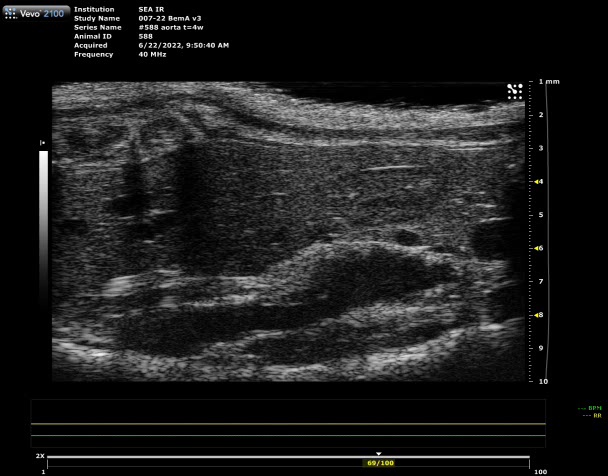 Vevo 2100
Institution SEA IR
Study Name 007-22 BemA v3
Series Name #588 aorta t=4w
Animal ID 588
Acquired 6/22/2022, 9:50:40 AM
Frequency 40 MHz
1 mm
2
3
4
5
6
7
8
9
10
--- BPM
--- RR
2X
69/100
1
100